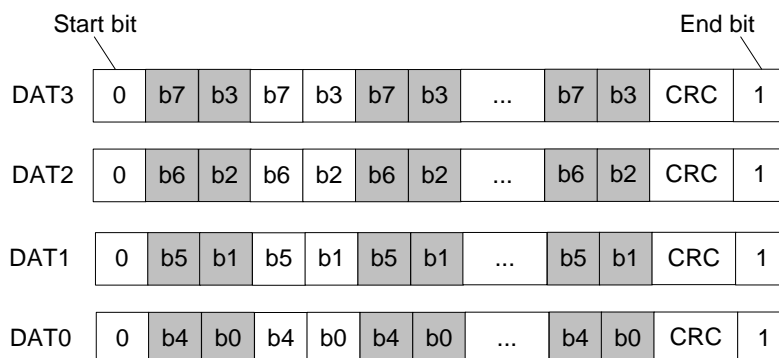 Start bit End bit
DAT3 0 b7 b3 b7 b3 b7 b3 ... b7 b3 CRC 1
DAT2 0 b6 b2 b6 b2 b6 b2 ... b6 b2 CRC 1
DAT1 0 b5 b1 b5 b1 b5 b1 ... b5 b1 CRC 1
DAT0 0 b4 b0 b4 b0 b4 b0 ... b4 b0 CRC 1